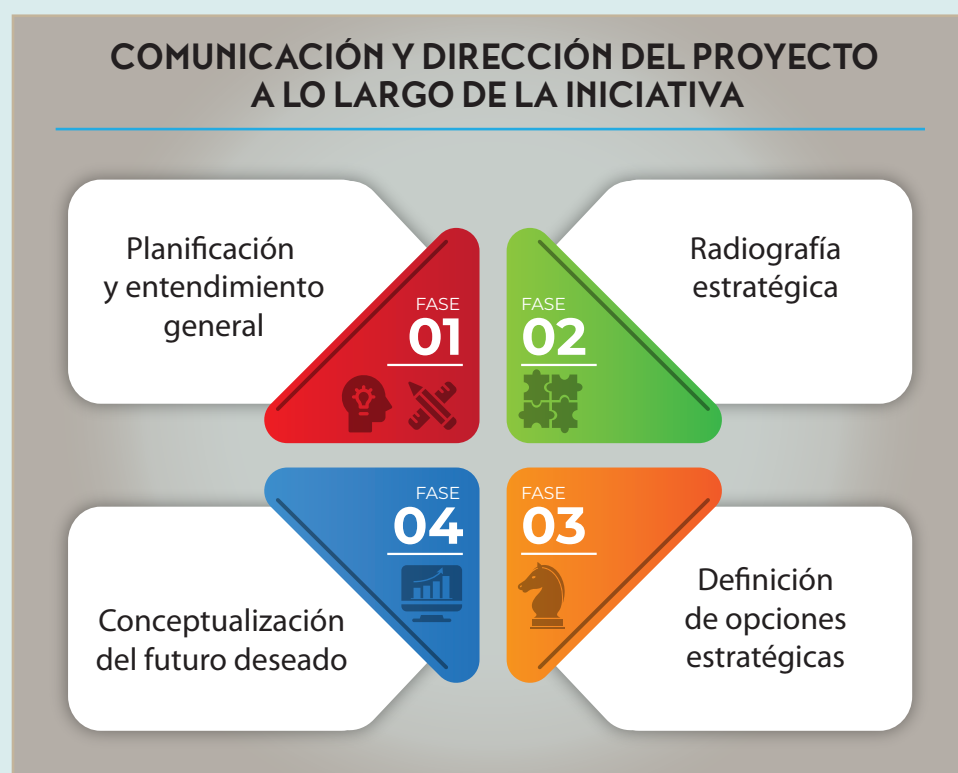 COMUNICACIÓN Y DIRECCIÓN DEL PROYECTO
A LO LARGO DE LA INICIATIVA
Planificación
y entendimiento
general
FASE
01
FASE
02
Radiografía
estratégica
Conceptualización
del futuro deseado
FASE
04
FASE
03
Definición
de opciones
estratégicas